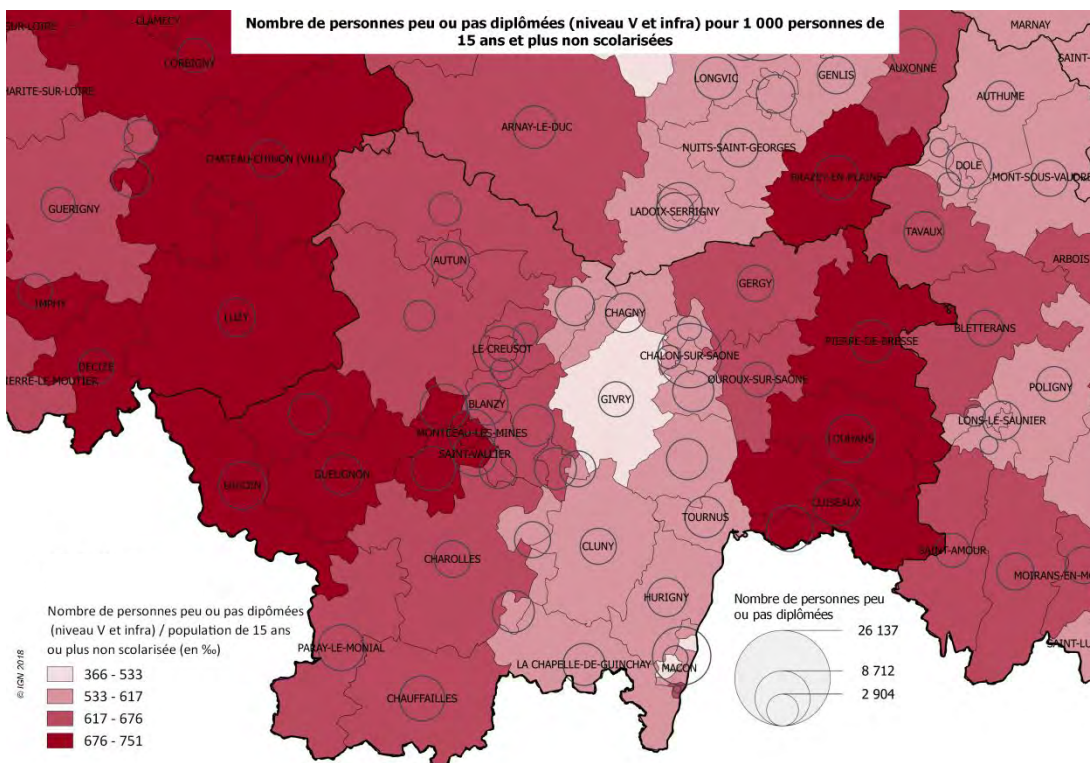 Nombre de personnes peu ou pas diplômées (niveau V et infra) pour 1 000 personnes de
15 ans et plus non scolarisées
CLAMECY
MARNAY
CORBIGNY
LONGVIC
GENLIS
AUXONNE
HARITE-SUR-LOIRE
AUTHUME
ARNAY-LE-DUC
NUITS-SAINT-GEORGES
CHATEAU-CHINON (VILLE)
BRAZEY-EN-PLAINE
DOLE
MONT-SOUS-VAUDRE
GUERIGNY
LADOIX-SERRIGNY
TAVAUX
AUTUN
ARBOIS
GERGY
IMPHY
LUZY
CHAGNY
BLETTERANS
PIERRE-DE-BRESSE
LE CREUSOT
CHALON-SUR-SAONE
DECIZE
IERRE-LE-MOUTIER
OUROUX-SUR-SAONE
POLIGNY
GIVRY
BLANZY
LONS-LE-SAUNIER
MONTCEAU-LES-MINES
LOUHANS
SAINT-VALLIER
GUEUGNON
DIGOIN
CUISEAUX
TOURNUS
CLUNY
SAINT-AMOUR
CHAROLLES
MOIRANS-EN-MO
HURIGNY
PARAY-LE-MONIAL
LA CHAPELLE-DE-GUINCHAY
MACON
SAINT-LU
CHAUFFAILLES
Nombre de personnes peu ou pas dipômées
(niveau V et infra) / population de 15 ans
ou plus non scolarisée (en ‰)
366 - 533
533 - 617
617 - 676
676 - 751
© IGN 2018
Nombre de personnes peu
ou pas diplômées
26 137
8 712
2 904